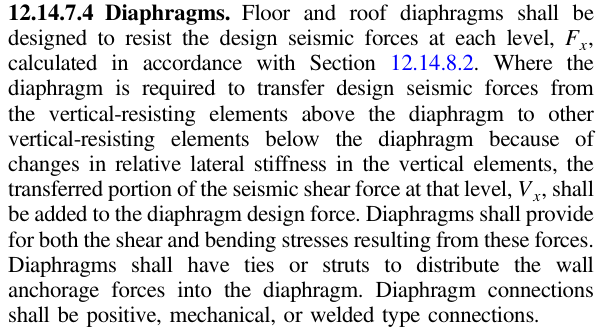 12.14.7.4 Diaphragms. Floor and roof diaphragms shall be
designed to resist the design seismic forces at each level, Fx,
calculated in accordance with Section 12.14.8.2. Where the
diaphragm is required to transfer design seismic forces from
the vertical-resisting elements above the diaphragm to other
vertical-resisting elements below the diaphragm because of
changes in relative lateral stiffness in the vertical elements, the
transferred portion of the seismic shear force at that level, Vx, shall
be added to the diaphragm design force. Diaphragms shall provide
for both the shear and bending stresses resulting from these forces.
Diaphragms shall have ties or struts to distribute the wall
anchorage forces into the diaphragm. Diaphragm connections
shall be positive, mechanical, or welded type connections.